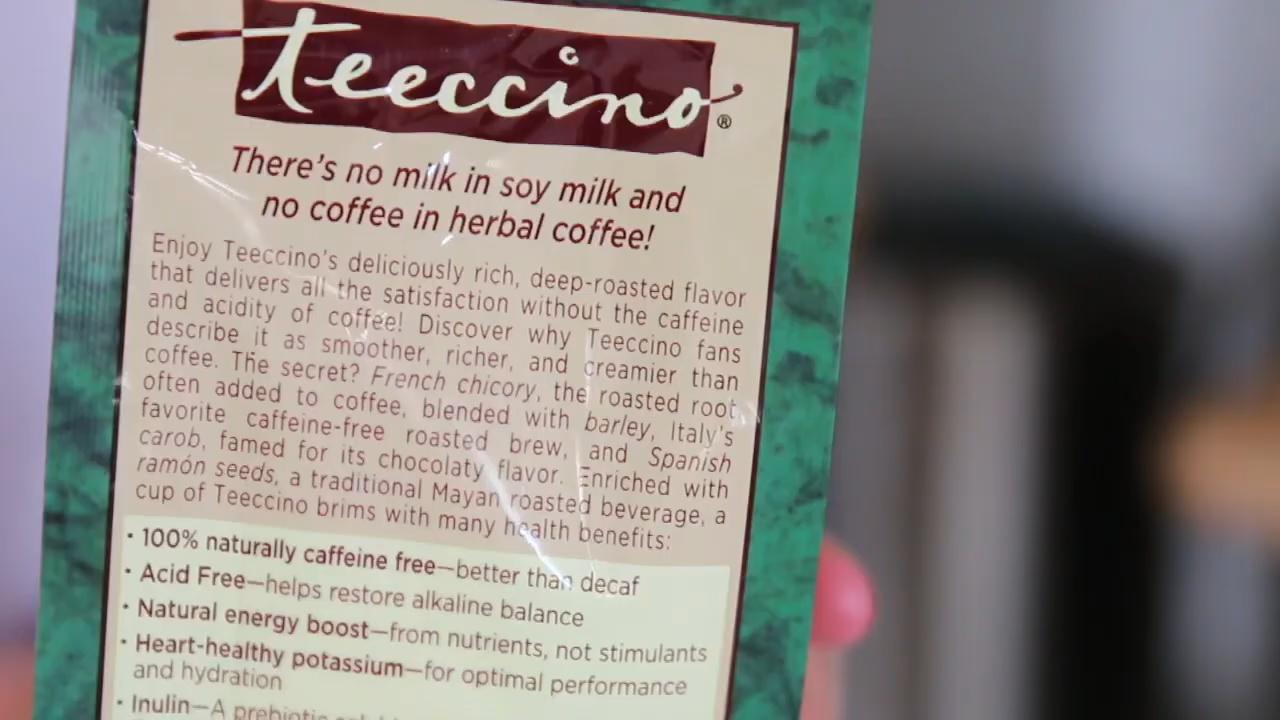 teeccino®
There's no milk in soy milk and
no coffee in herbal coffee!
Enjoy Teeccino's deliciously rich, deep-roasted flavor
that delivers all the satisfaction without the caffeine
and acidity of coffee! Discover why Teeccino fans
describe it as smoother, richer, and creamier than
coffee. The secret? French chicory, the roasted root
often added to coffee, blended with barley, Italy's
favorite caffeine-free roasted brew, and Spanish
carob, famed for its chocolaty flavor. Enriched with
ramón seeds, a traditional Mayan roasted beverage, a
cup of Teeccino brims with many health benefits:
• 100% naturally caffeine free—better than decaf
• Acid Free—helps restore alkaline balance
• Natural energy boost—from nutrients, not stimulants
• Heart-healthy potassium—for optimal performance
and hydration
• Inulin—A prebiotic